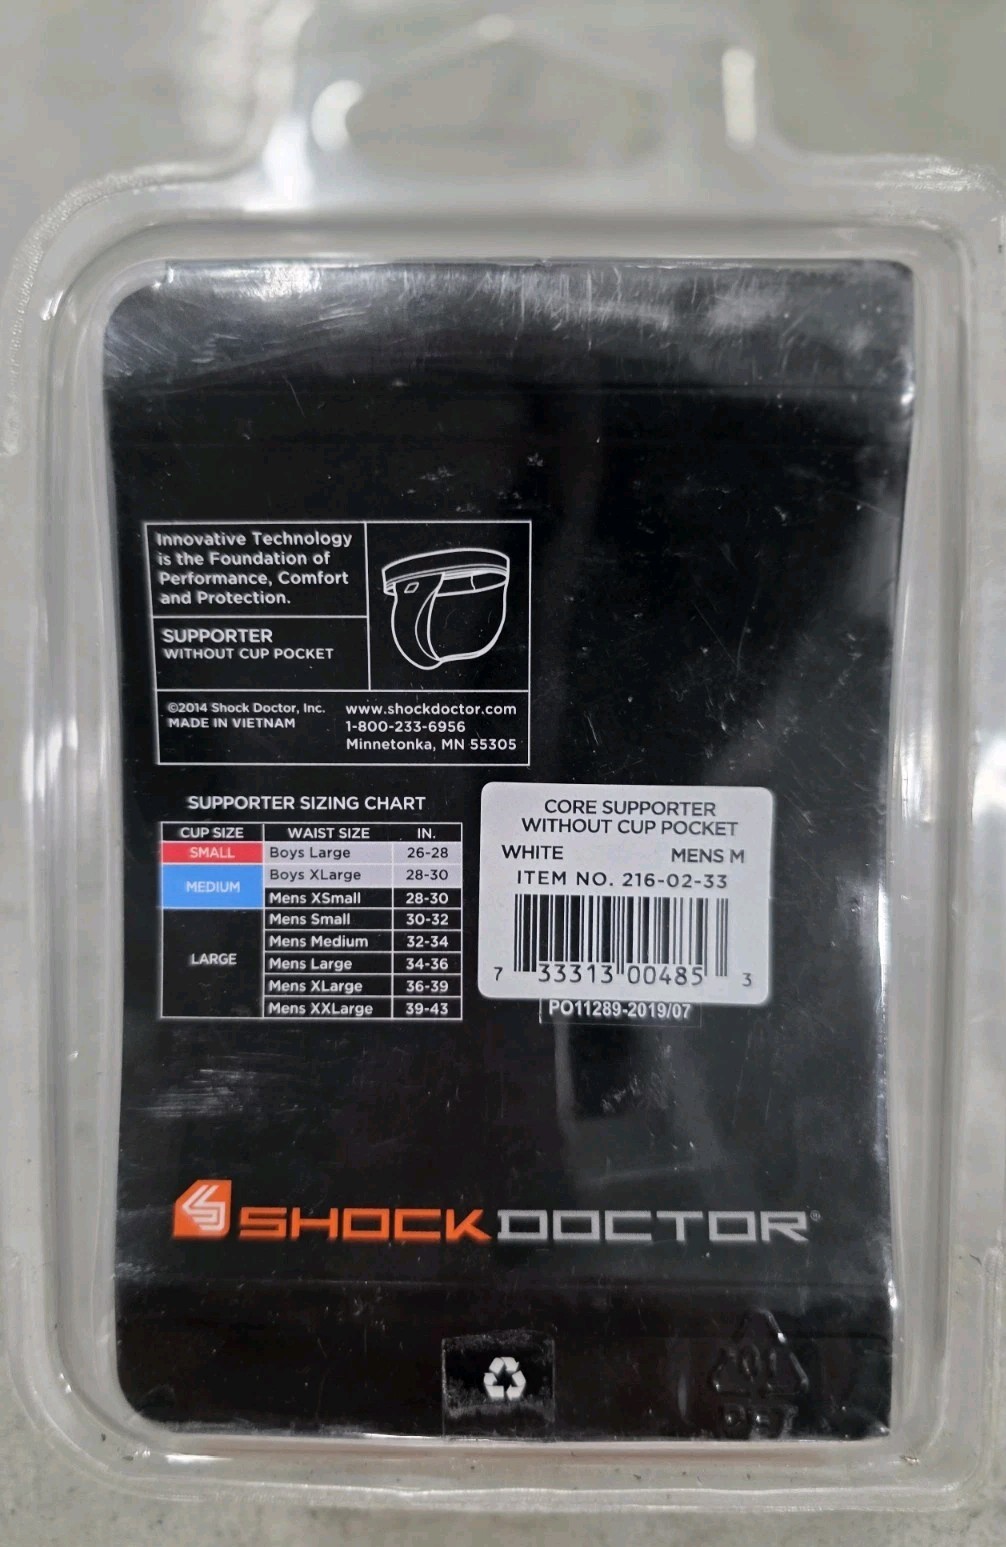 Innovative Technology
is the Foundation of
Performance, Comfort
and Protection.
SUPPORTER
WITHOUT CUP POCKET
©2014 Shock Doctor, Inc.
MADE IN VIETNAM
www.shockdoctor.com
1-800-233-6956
Minnetonka, MN 55305
SUPPORTER SIZING CHART
CUP SIZE WAIST SIZE IN.
SMALL Boys Large 26-28
MEDIUM Boys XLarge 28-30
Mens XSmall 28-30
LARGE Mens Small 30-32
Mens Medium 32-34
Mens Large 34-36
Mens XLarge 36-39
Mens XXLarge 39-43
CORE SUPPORTER
WITHOUT CUP POCKET
WHITE MENS M
ITEM NO. 216-02-33
7 33313 00485 3
PO11289-2019/07
SHOCK DOCTOR®
01
PET